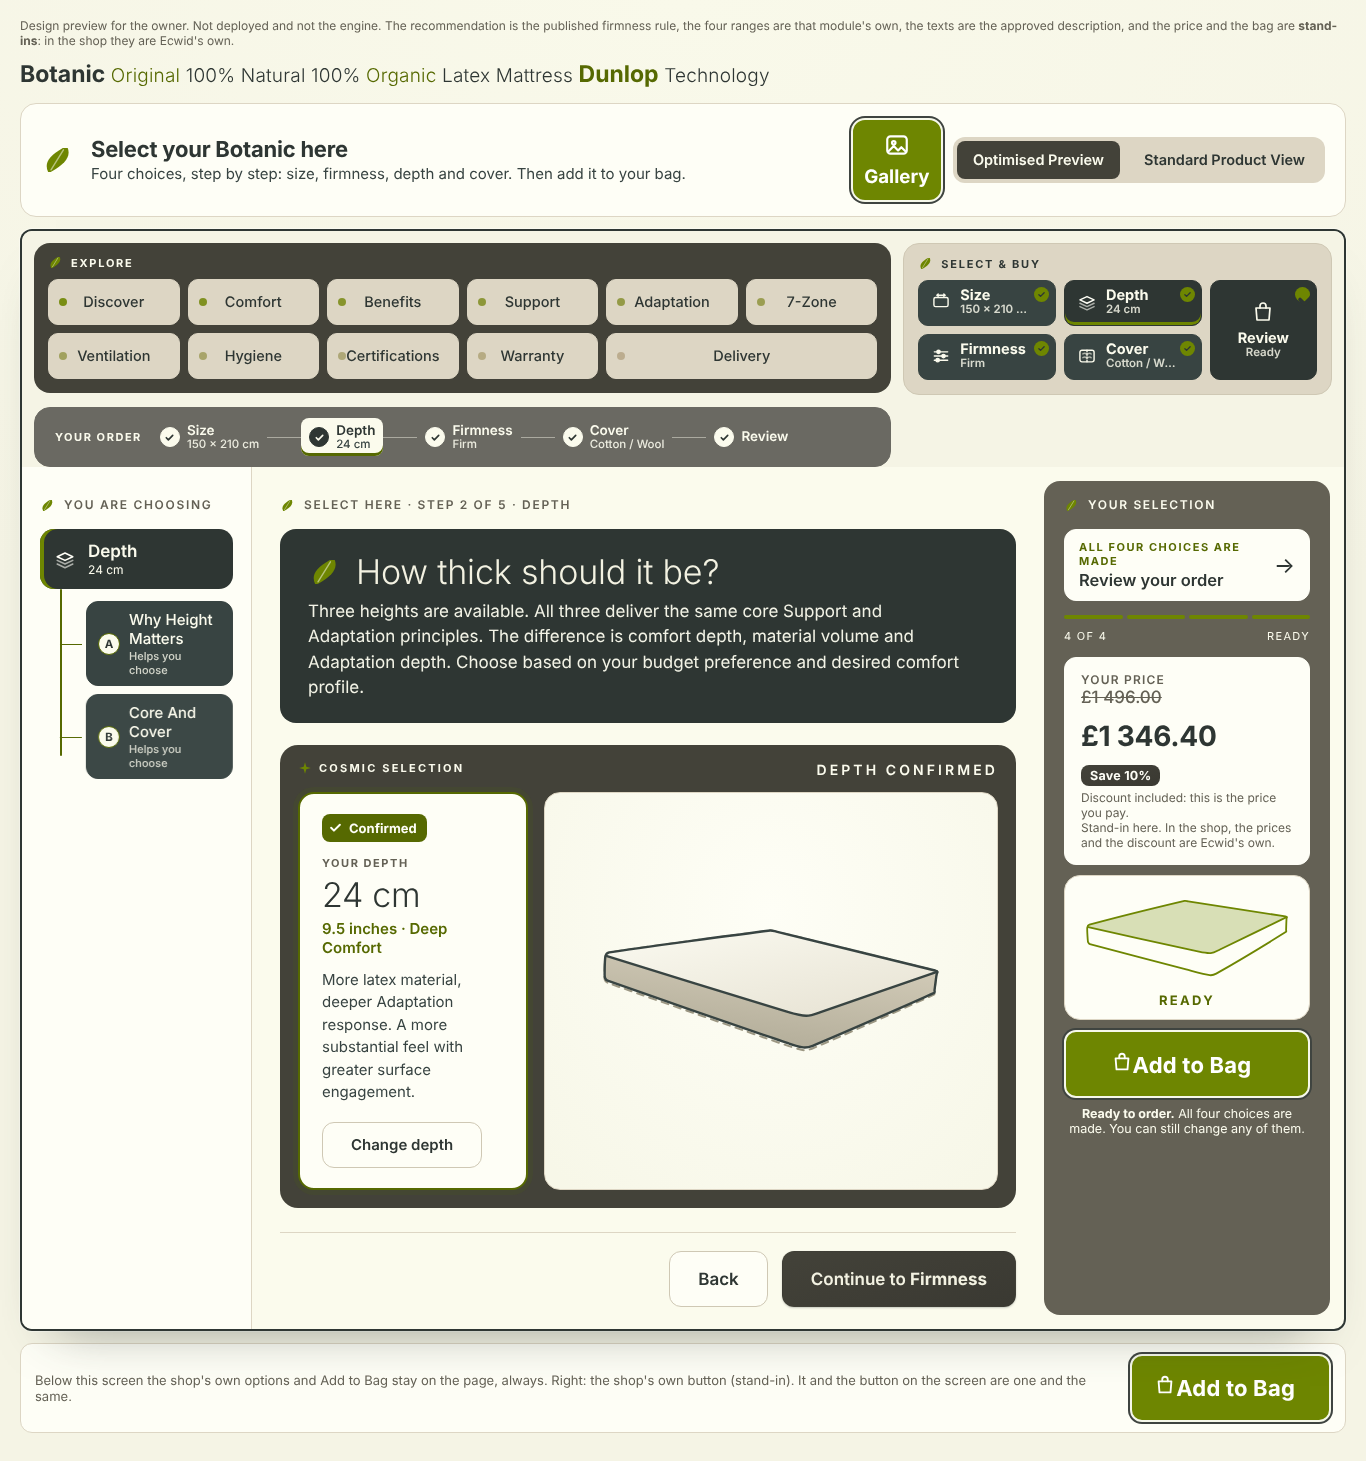 Design preview for the owner. Not deployed and not the engine. The recommendation is the published firmness rule, the four ranges are that module's own, the texts are the approved description, and the price and the bag are stand-
ins: in the shop they are Ecwid's own.
Botanic Original 100% Natural 100% Organic Latex Mattress Dunlop Technology
Select your Botanic here
Four choices, step by step: size, firmness, depth and cover. Then add it to your bag.
Gallery
Optimised Preview
Standard Product View
EXPLORE
Discover
Comfort
Benefits
Support
Adaptation
7-Zone
Ventilation
Hygiene
Certifications
Warranty
Delivery
SELECT & BUY
Size
150 × 210 ...
Depth
24 cm
Firmness
Firm
Cover
Cotton / W...
Review
Ready
YOUR ORDER
Size
150 × 210 cm
Depth
24 cm
Firmness
Firm
Cover
Cotton / Wool
Review
YOU ARE CHOOSING
Depth
24 cm
A
Why Height
Matters
Helps you
choose
B
Core And
Cover
Helps you
choose
SELECT HERE · STEP 2 OF 5 · DEPTH
How thick should it be?
Three heights are available. All three deliver the same core Support and
Adaptation principles. The difference is comfort depth, material volume and
Adaptation depth. Choose based on your budget preference and desired comfort
profile.
COSMIC SELECTION
DEPTH CONFIRMED
Confirmed
YOUR DEPTH
24 cm
9.5 inches · Deep
Comfort
More latex material,
deeper Adaptation
response. A more
substantial feel with
greater surface
engagement.
Change depth
Back
Continue to Firmness
YOUR SELECTION
ALL FOUR CHOICES ARE
MADE
Review your order
4 OF 4
READY
YOUR PRICE
£1 496.00
£1 346.40
Save 10%
Discount included: this is the price
you pay.
Stand-in here. In the shop, the prices
and the discount are Ecwid's own.
READY
Add to Bag
Ready to order. All four choices are
made. You can still change any of them.
Below this screen the shop's own options and Add to Bag stay on the page, always. Right: the shop's own button (stand-in). It and the button on the screen are one and the
same.
Add to Bag